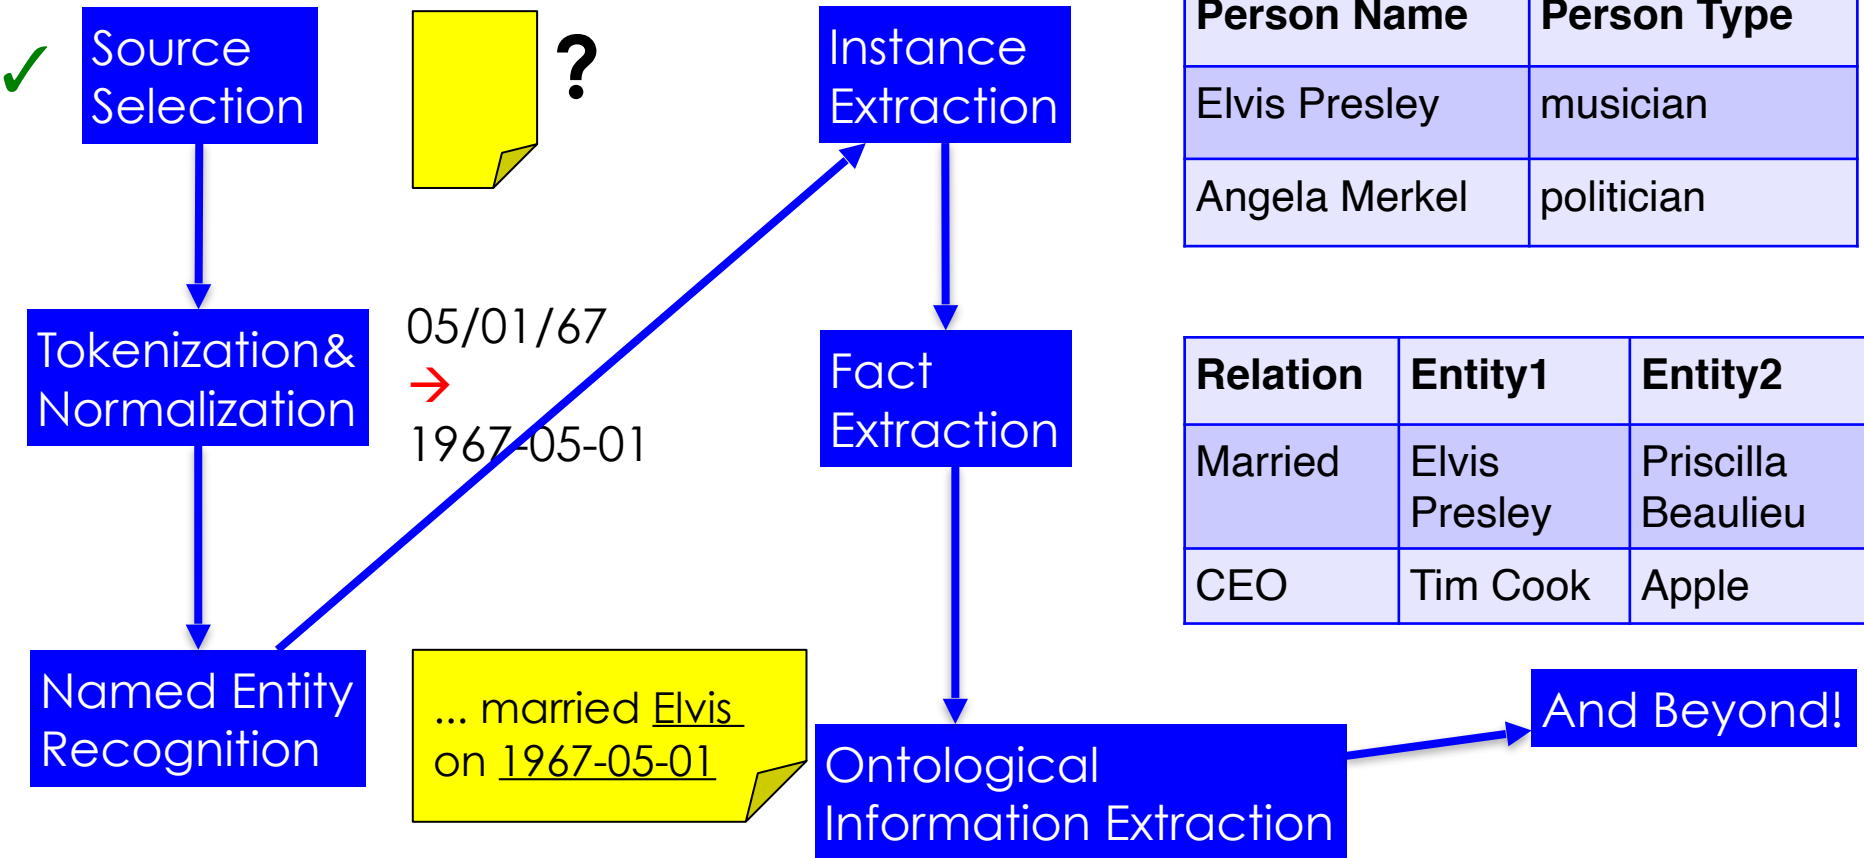 ✓
Source
Selection
?
Instance
Extraction
Person Name
Person Type
Elvis Presley
musician
Angela Merkel
politician
Tokenization&
Normalization
05/01/67
→
1967-05-01
Fact
Extraction
Relation
Entity1
Entity2
Married
Elvis
Presley
Priscilla
Beaulieu
CEO
Tim Cook
Apple
Named Entity
Recognition
... married Elvis
on 1967-05-01
Ontological
Information Extraction
And Beyond!